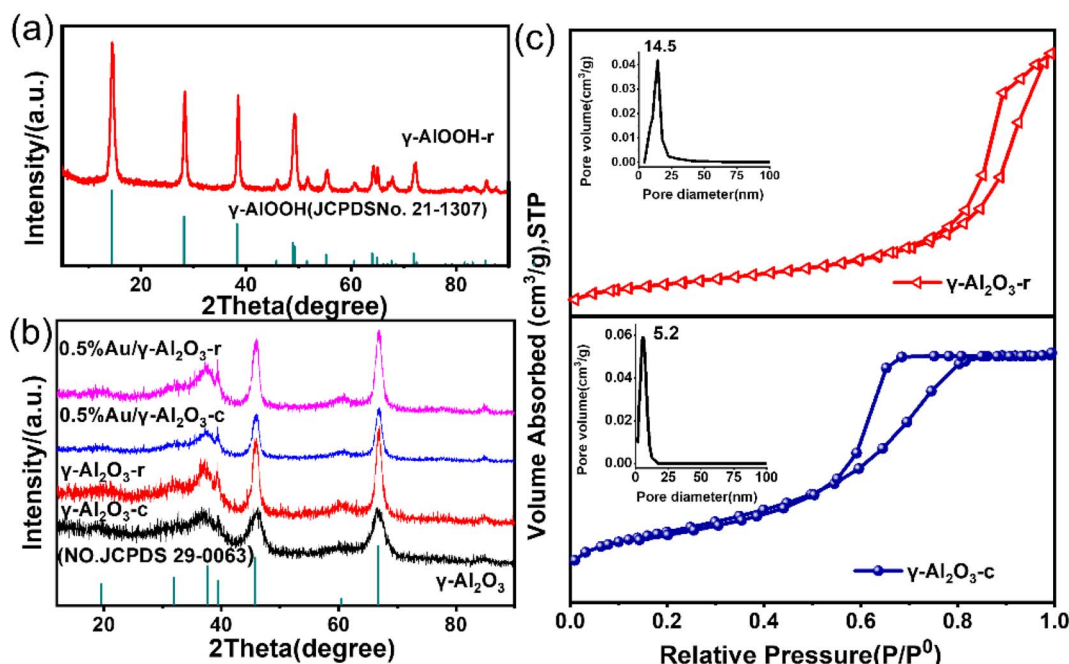 (a)
Intensity/(a.u.)
γ-AlOOH-r
γ-AlOOH(JCPDSNo. 21-1307)
20 40 60 80
2Theta(degree)
(b)
Intensity/(a.u.)
0.5%Au/γ-Al₂O₃-r
0.5%Au/γ-Al₂O₃-c
γ-Al₂O₃-r
γ-Al₂O₃-c
(NO.JCPDS 29-0063)
γ-Al₂O₃
20 40 60 80
2Theta(degree)
(c)
Volume Absorbed (cm³/g),STP
14.5
Pore volume(cm³/g)
0.04
0.03
0.02
0.01
0.00
0 25 50 75 100
Pore diameter(nm)
γ-Al₂O₃-r
5.2
Pore volume(cm³/g)
0.06
0.04
0.02
0.00
0 25 50 75 100
Pore diameter(nm)
γ-Al₂O₃-c
0.0 0.2 0.4 0.6 0.8 1.0
Relative Pressure(P/P⁰)